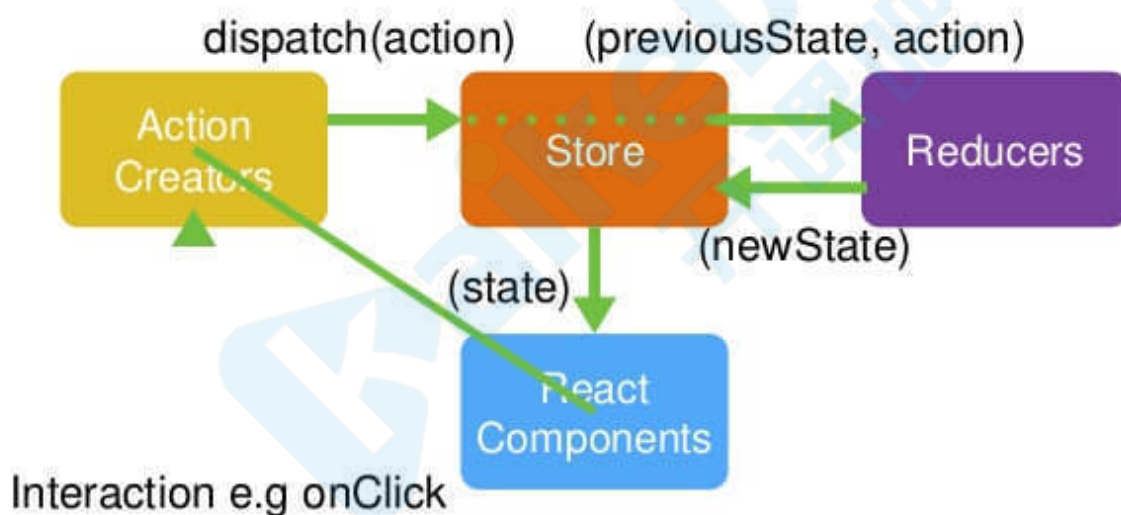 dispatch(action)
(previousState, action)
Action
Creators
Store
Reducers
(newState)
(state)
React
Components
Interaction e.g onClick